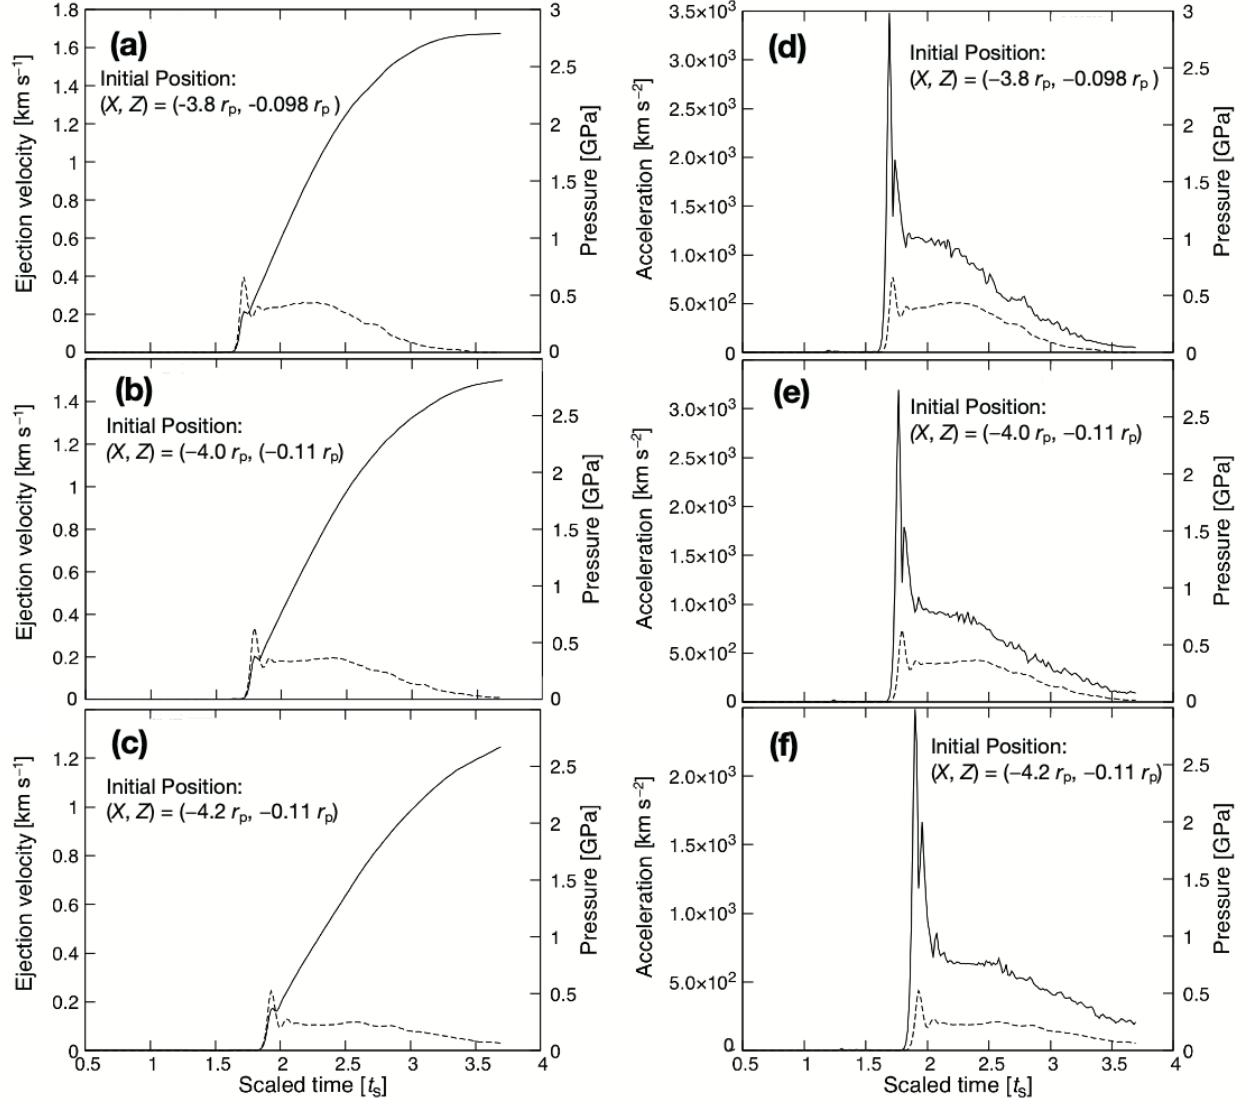 (a)
Initial Position:
(X, Z) = (-3.8 rp, -0.098 rp )
Ejection velocity [km s−1]
1.8
1.6
1.4
1.2
1
0.8
0.6
0.4
0.2
0
Pressure [GPa]
3
2.5
2
1.5
1
0.5
0
(d)
Initial Position:
(X, Z) = (−3.8 rp, −0.098 rp )
Acceleration [km s−2]
3.5×10³
3.0×10³
2.5×10³
2.0×10³
1.5×10³
1.0×10³
5.0×10²
0
Pressure [GPa]
3
2.5
2
1.5
1
0.5
0
(b)
Initial Position:
(X, Z) = (−4.0 rp, (−0.11 rp)
Ejection velocity [km s−1]
1.4
1.2
1
0.8
0.6
0.4
0.2
0
Pressure [GPa]
2.5
2
1.5
1
0.5
0
(e)
Initial Position:
(X, Z) = (−4.0 rp, −0.11 rp)
Acceleration [km s−2]
3.0×10³
2.5×10³
2.0×10³
1.5×10³
1.0×10³
5.0×10²
0
Pressure [GPa]
2.5
2
1.5
1
0.5
0
(c)
Initial Position:
(X, Z) = (−4.2 rp, −0.11 rp)
Ejection velocity [km s−1]
1.2
1
0.8
0.6
0.4
0.2
0
Pressure [GPa]
2.5
2
1.5
1
0.5
0
0.5 1 1.5 2 2.5 3 3.5 4
Scaled time [ts]
(f)
Initial Position:
(X, Z) = (−4.2 rp, −0.11 rp)
Acceleration [km s−2]
2.0×10³
1.5×10³
1.0×10³
5.0×10²
0
Pressure [GPa]
2.5
2
1.5
1
0.5
0
0.5 1 1.5 2 2.5 3 3.5 4
Scaled time [ts]